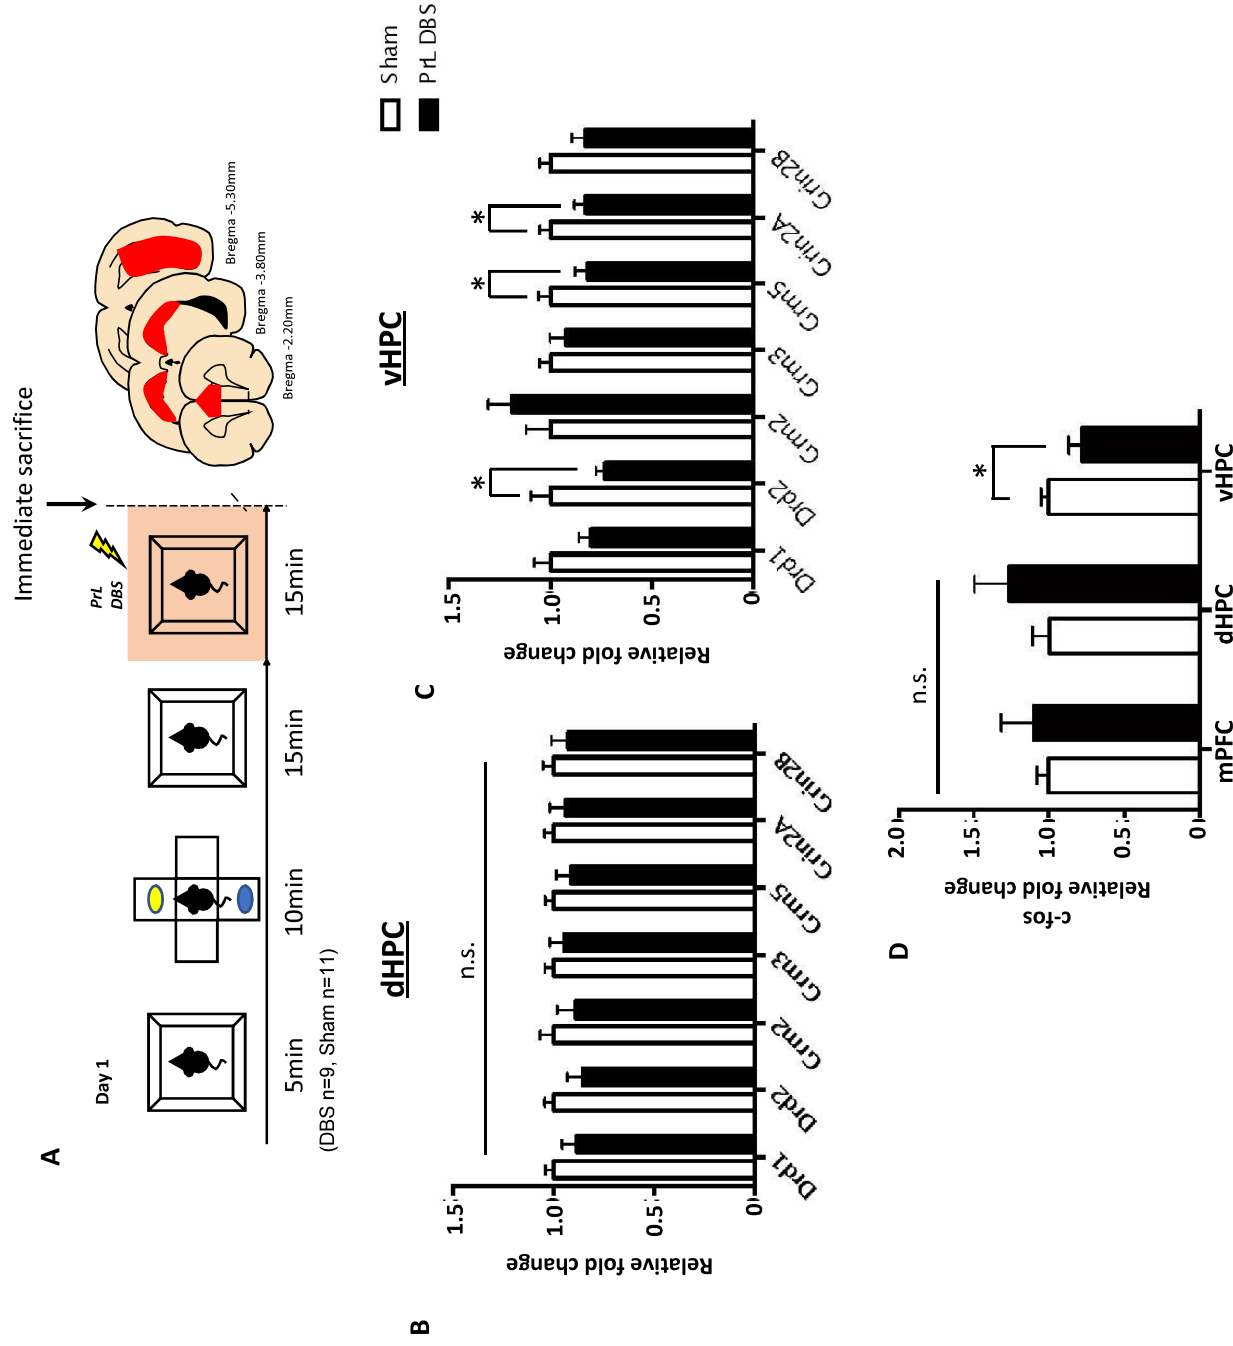 A
Immediate sacrifice
Day 1
PrL
DBS
5min
10min
15min
15min
(DBS n=9, Sham n=11)
Bregma -2.20mm
Bregma -3.80mm
Bregma -5.30mm
Sham
PrL DBS
B
dHPC
n.s.
Relative fold change
1.5
1.0
0.5
0
Drd1
Drd2
Grm2
Grm3
Grm5
Grin2A
Grin2B
C
vHPC
* * *
Relative fold change
1.5
1.0
0.5
0
Drd1
Drd2
Grm2
Grm3
Grm5
Grin2A
Grin2B
D
n.s.
*
c-fos
Relative fold change
2.0
1.5
1.0
0.5
0
mPFC
dHPC
vHPC